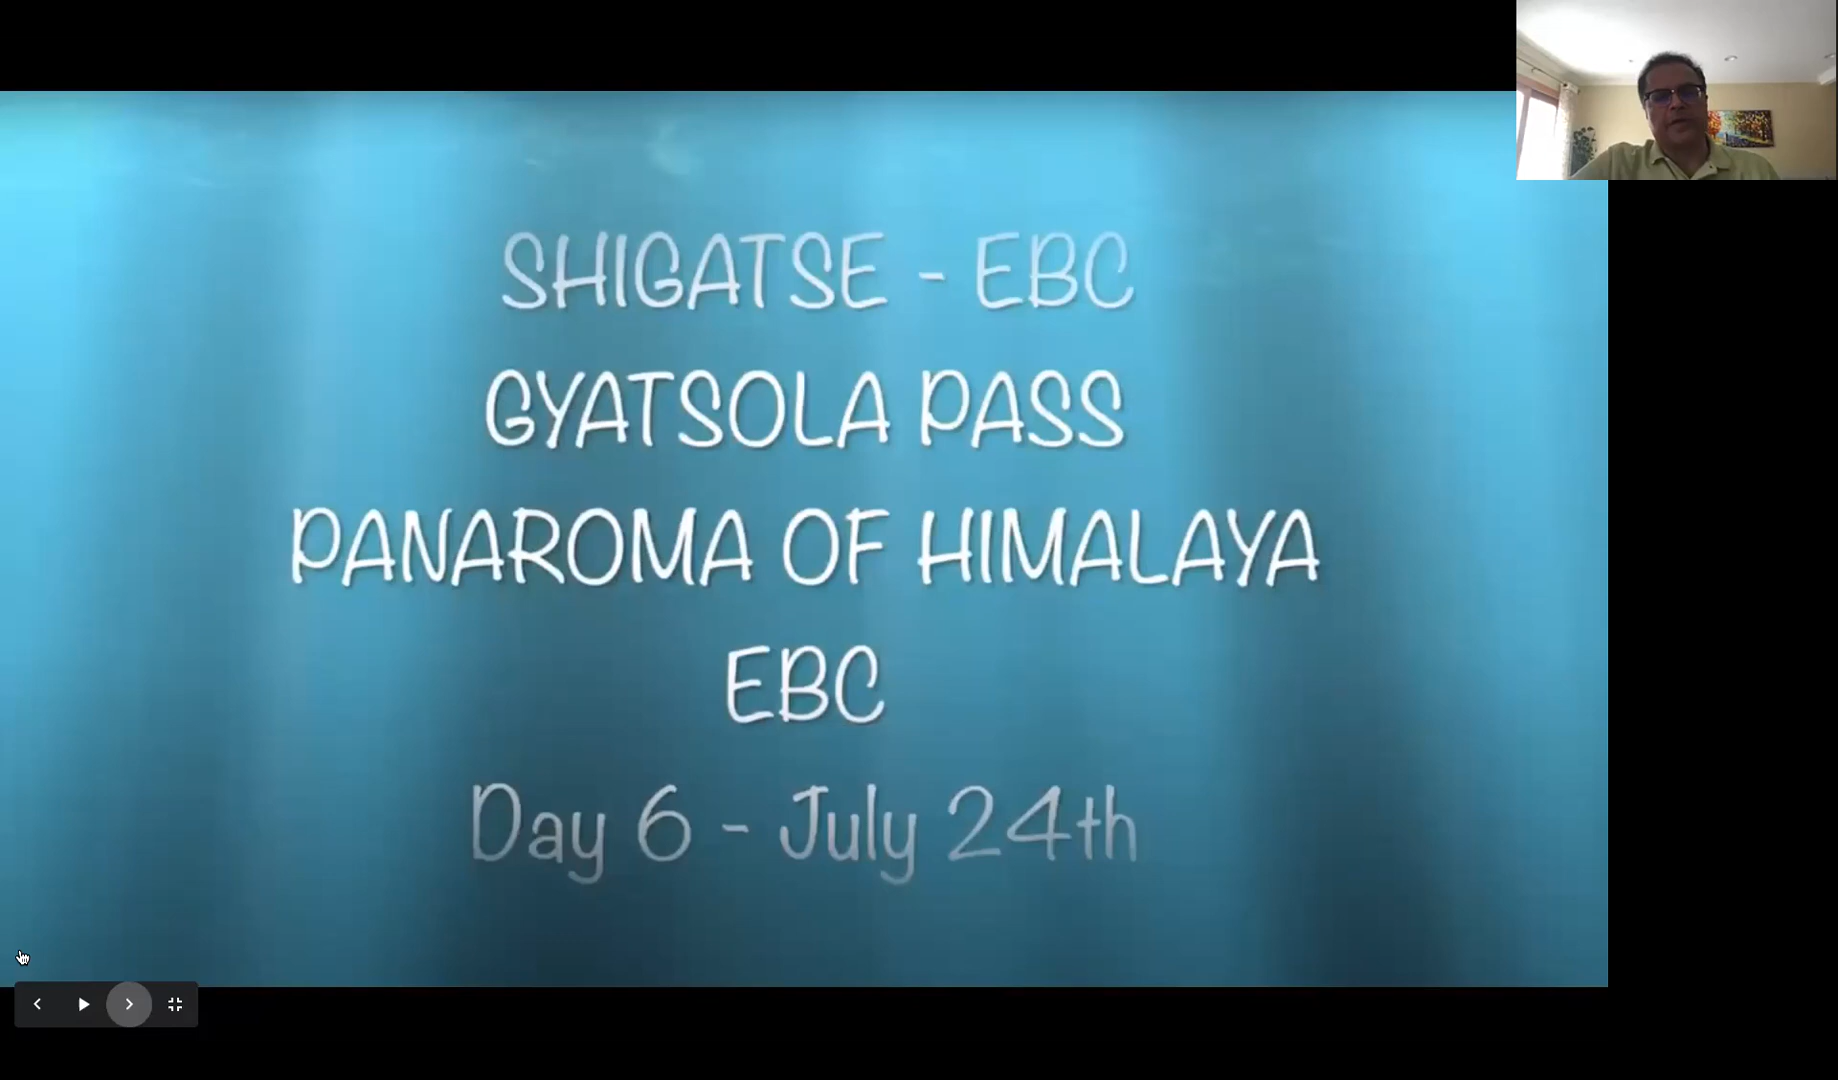 SHIGATSE - EBC
GYATSOLA PASS
PANAROMA OF HIMALAYA
EBC
Day 6 - July 24th